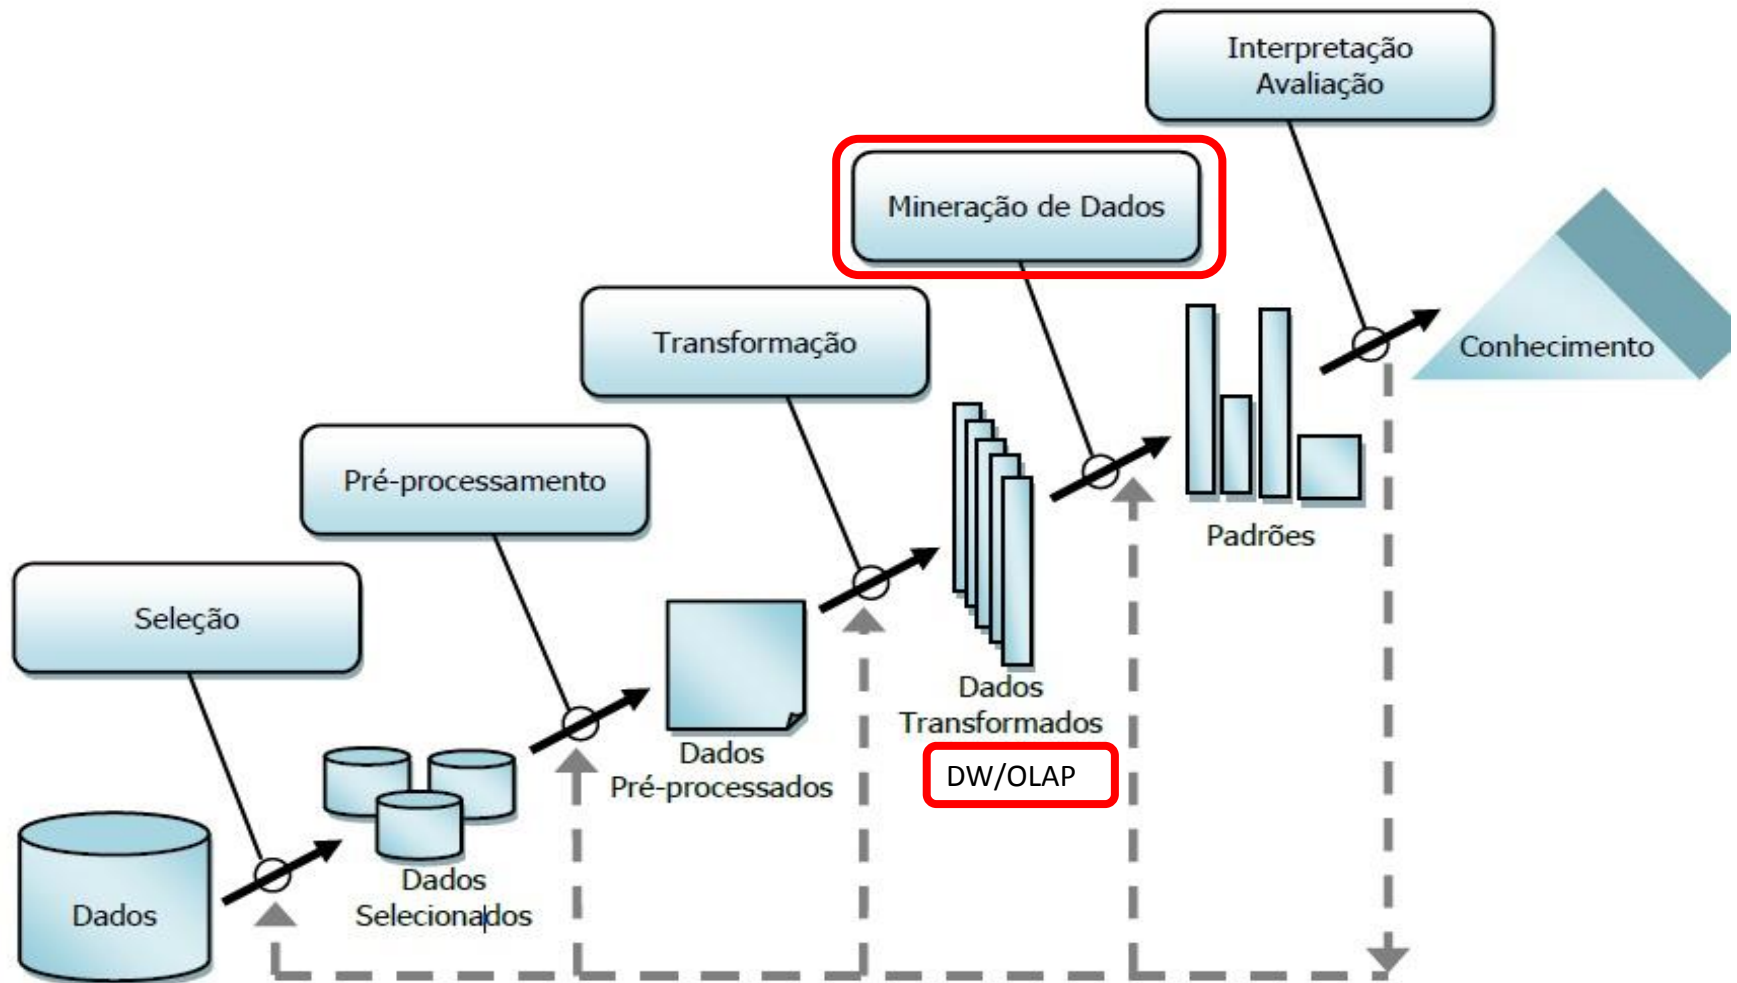 Interpretação
Avaliação
Mineração de Dados
Conhecimento
Transformação
Padrões
Pré-processamento
Dados
Transformados
DW/OLAP
Seleção
Dados
Pré-processados
Dados
Selecionados
Dados